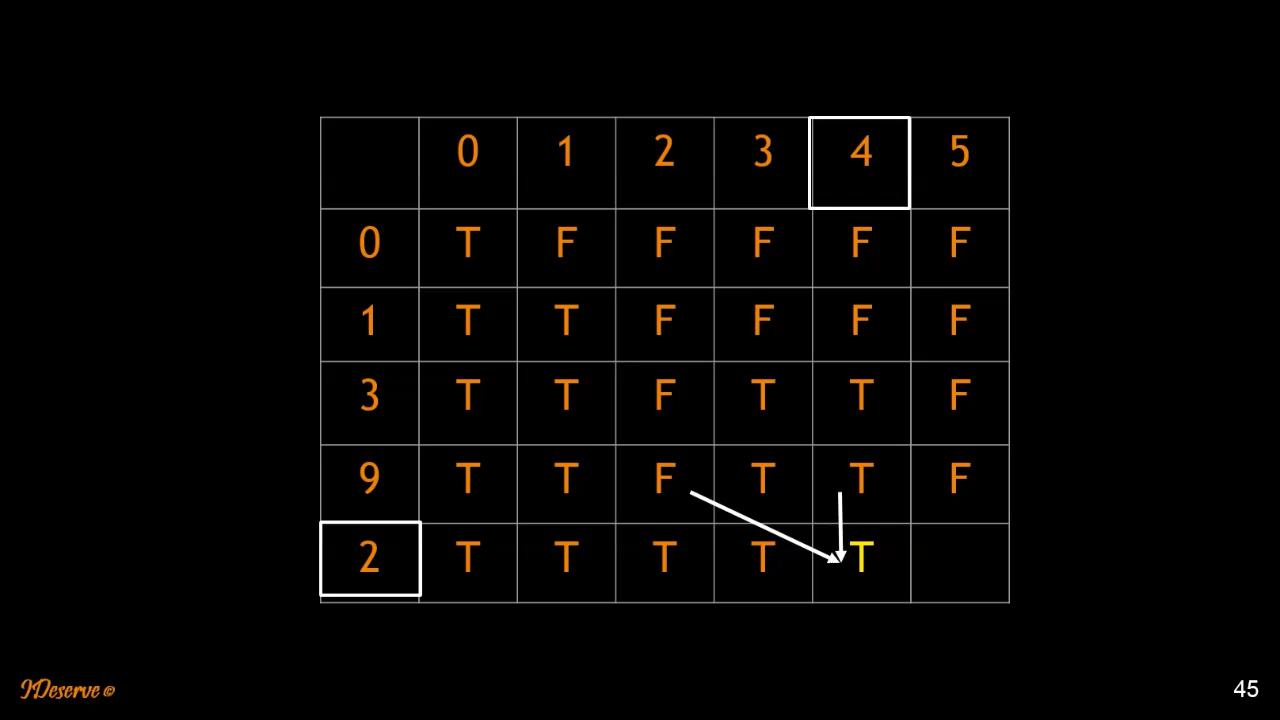 0 1 2 3 4 5
0 T F F F F F
1 T T F F F F
3 T T F T T F
9 T T F T T F
2 T T T T T
IDeserve © 45